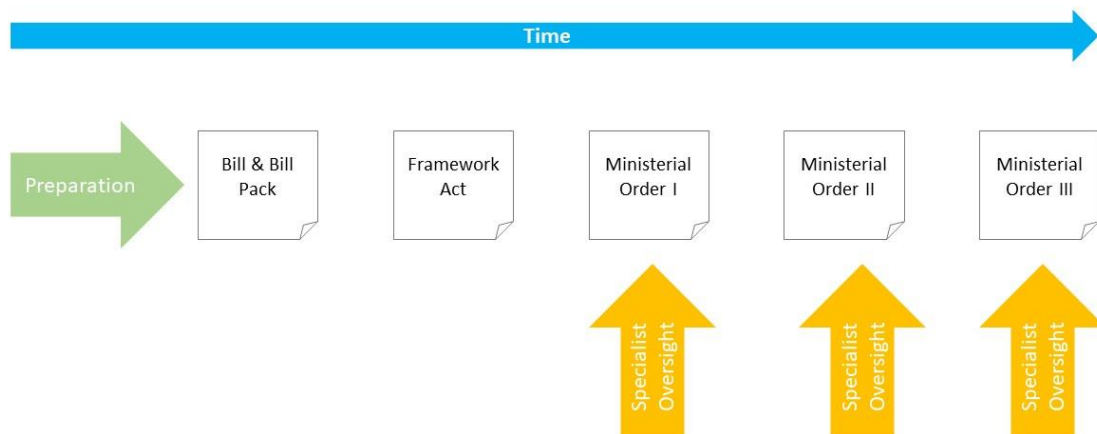 Time
Preparation
Bill & Bill
Pack
Framework
Act
Ministerial
Order I
Ministerial
Order II
Ministerial
Order III
Specialist
Oversight
Specialist
Oversight
Specialist
Oversight